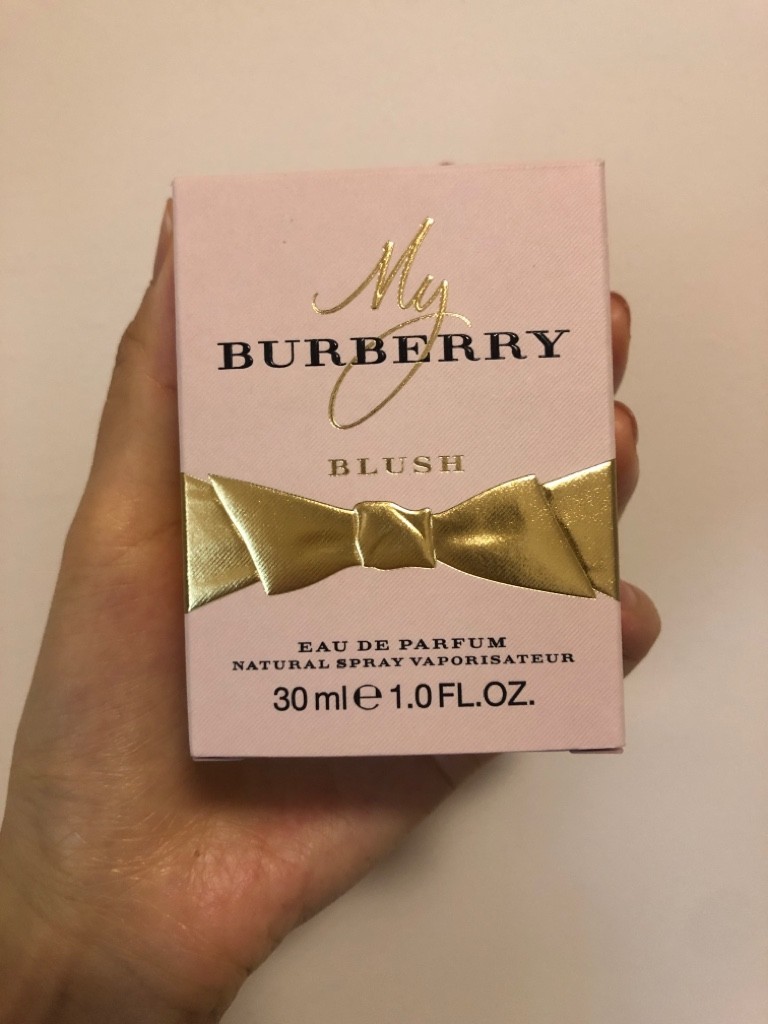 My
BURBERRY
BLUSH
EAU DE PARFUM
NATURAL SPRAY VAPORISATEUR
30 ml ℮ 1.0 FL.OZ.